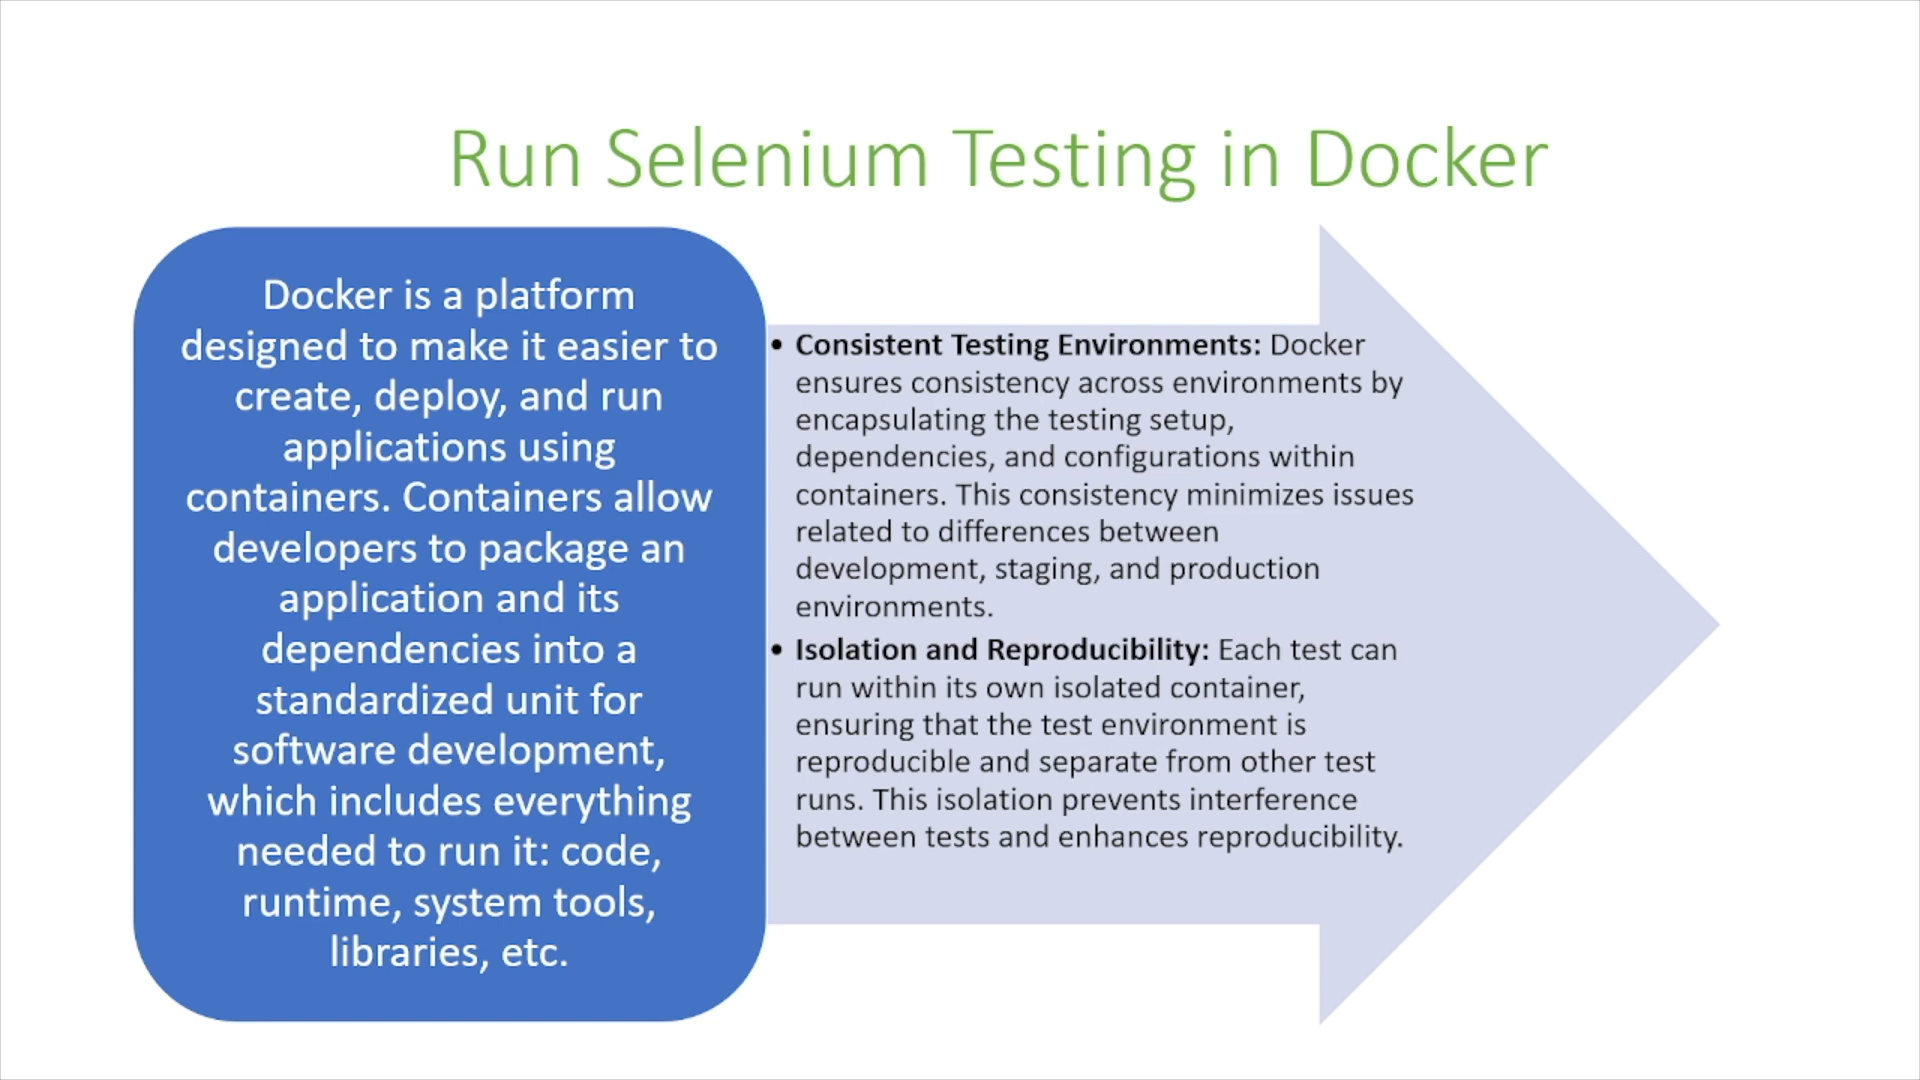 Run Selenium Testing in Docker
Docker is a platform
designed to make it easier to
create, deploy, and run
applications using
containers. Containers allow
developers to package an
application and its
dependencies into a
standardized unit for
software development,
which includes everything
needed to run it: code,
runtime, system tools,
libraries, etc.
• Consistent Testing Environments: Docker
ensures consistency across environments by
encapsulating the testing setup,
dependencies, and configurations within
containers. This consistency minimizes issues
related to differences between
development, staging, and production
environments.
• Isolation and Reproducibility: Each test can
run within its own isolated container,
ensuring that the test environment is
reproducible and separate from other test
runs. This isolation prevents interference
between tests and enhances reproducibility.